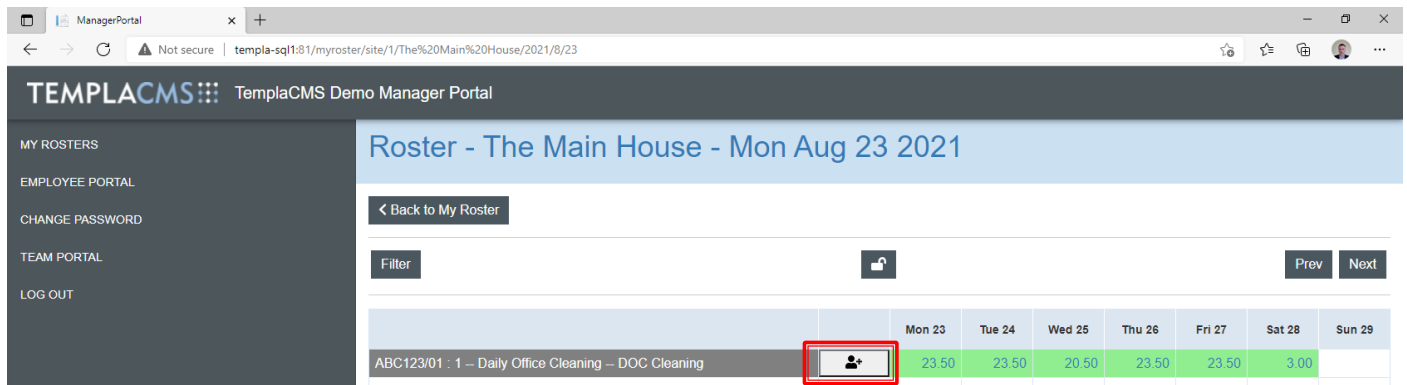 ManagerPortal
Not secure | templa-sql1:81/myroster/site/1/The%20Main%20House/2021/8/23
TEMPLACMS TemplaCMS Demo Manager Portal
MY ROSTERS
EMPLOYEE PORTAL
CHANGE PASSWORD
TEAM PORTAL
LOG OUT
Roster - The Main House - Mon Aug 23 2021
Back to My Roster
Filter Prev Next
Mon 23 Tue 24 Wed 25 Thu 26 Fri 27 Sat 28 Sun 29
ABC123/01 : 1 -- Daily Office Cleaning -- DOC Cleaning 23.50 23.50 20.50 23.50 23.50 3.00